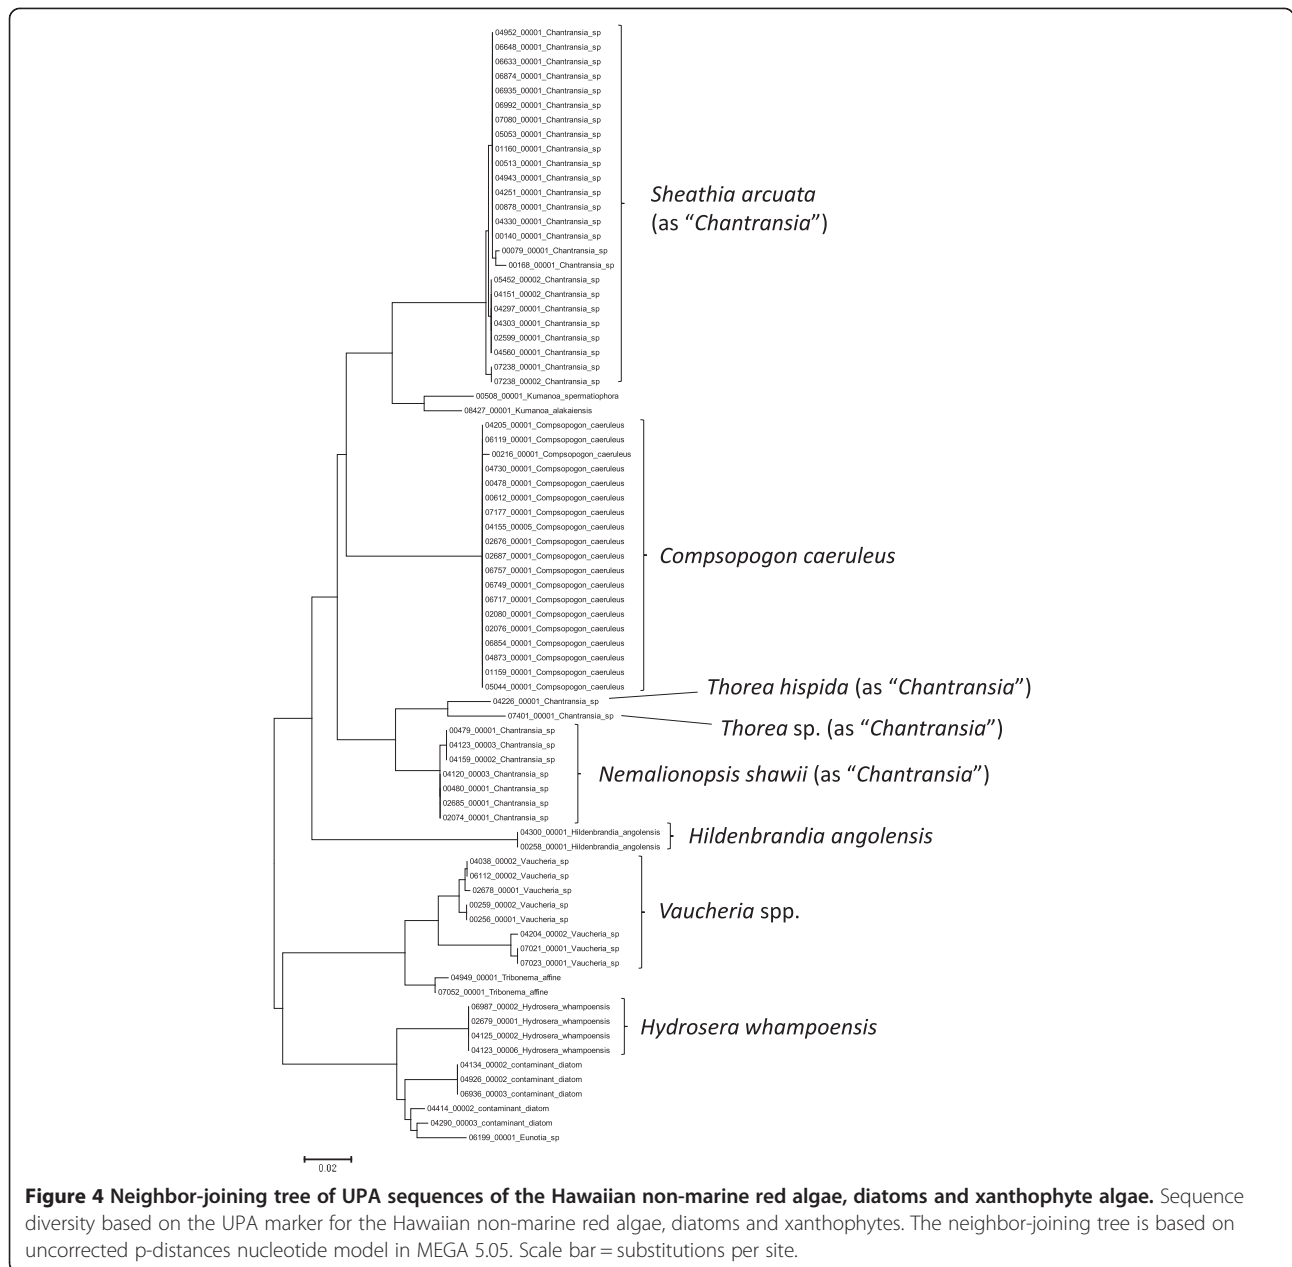 04952_00001_Chantransia_sp
06648_00001_Chantransia_sp
06633_00001_Chantransia_sp
06874_00001_Chantransia_sp
06935_00001_Chantransia_sp
06992_00001_Chantransia_sp
07080_00001_Chantransia_sp
05053_00001_Chantransia_sp
01160_00001_Chantransia_sp
00513_00001_Chantransia_sp
04943_00001_Chantransia_sp
04251_00001_Chantransia_sp
00878_00001_Chantransia_sp
04330_00001_Chantransia_sp
00140_00001_Chantransia_sp
00079_00001_Chantransia_sp
00168_00001_Chantransia_sp
05452_00002_Chantransia_sp
04151_00002_Chantransia_sp
04297_00001_Chantransia_sp
04303_00001_Chantransia_sp
02599_00001_Chantransia_sp
04560_00001_Chantransia_sp
07238_00001_Chantransia_sp
07238_00002_Chantransia_sp
Sheathia arcuata
(as “Chantransia”)
00508_00001_Kumanoa_spermatiophora
08427_00001_Kumanoa_alakaiensis
04205_00001_Compsopogon_caeruleus
06119_00001_Compsopogon_caeruleus
00216_00001_Compsopogon_caeruleus
04730_00001_Compsopogon_caeruleus
00478_00001_Compsopogon_caeruleus
00612_00001_Compsopogon_caeruleus
07177_00001_Compsopogon_caeruleus
04155_00005_Compsopogon_caeruleus
02676_00001_Compsopogon_caeruleus
02687_00001_Compsopogon_caeruleus
06757_00001_Compsopogon_caeruleus
06749_00001_Compsopogon_caeruleus
06717_00001_Compsopogon_caeruleus
02080_00001_Compsopogon_caeruleus
02076_00001_Compsopogon_caeruleus
06854_00001_Compsopogon_caeruleus
04873_00001_Compsopogon_caeruleus
01159_00001_Compsopogon_caeruleus
05044_00001_Compsopogon_caeruleus
Compsopogon caeruleus
04226_00001_Chantransia_sp
Thorea hispida (as “Chantransia”)
07401_00001_Chantransia_sp
Thorea sp. (as “Chantransia”)
00479_00001_Chantransia_sp
04123_00003_Chantransia_sp
04159_00002_Chantransia_sp
04120_00003_Chantransia_sp
00480_00001_Chantransia_sp
02685_00001_Chantransia_sp
02074_00001_Chantransia_sp
Nemalionopsis shawii (as “Chantransia”)
04300_00001_Hildenbrandia_angolensis
00258_00001_Hildenbrandia_angolensis
Hildenbrandia angolensis
04038_00002_Vaucheria_sp
06112_00002_Vaucheria_sp
02678_00001_Vaucheria_sp
00259_00002_Vaucheria_sp
00256_00001_Vaucheria_sp
04204_00002_Vaucheria_sp
07021_00001_Vaucheria_sp
07023_00001_Vaucheria_sp
Vaucheria spp.
04949_00001_Tribonema_affine
07052_00001_Tribonema_affine
06987_00002_Hydrosera_whampoensis
02679_00001_Hydrosera_whampoensis
04125_00002_Hydrosera_whampoensis
04123_00006_Hydrosera_whampoensis
Hydrosera whampoensis
04134_00002_contaminant_diatom
04926_00002_contaminant_diatom
06936_00003_contaminant_diatom
04414_00002_contaminant_diatom
04290_00003_contaminant_diatom
06199_00001_Eunotia_sp
0.02
Figure 4 Neighbor-joining tree of UPA sequences of the Hawaiian non-marine red algae, diatoms and xanthophyte algae. Sequence
diversity based on the UPA marker for the Hawaiian non-marine red algae, diatoms and xanthophytes. The neighbor-joining tree is based on
uncorrected p-distances nucleotide model in MEGA 5.05. Scale bar = substitutions per site.